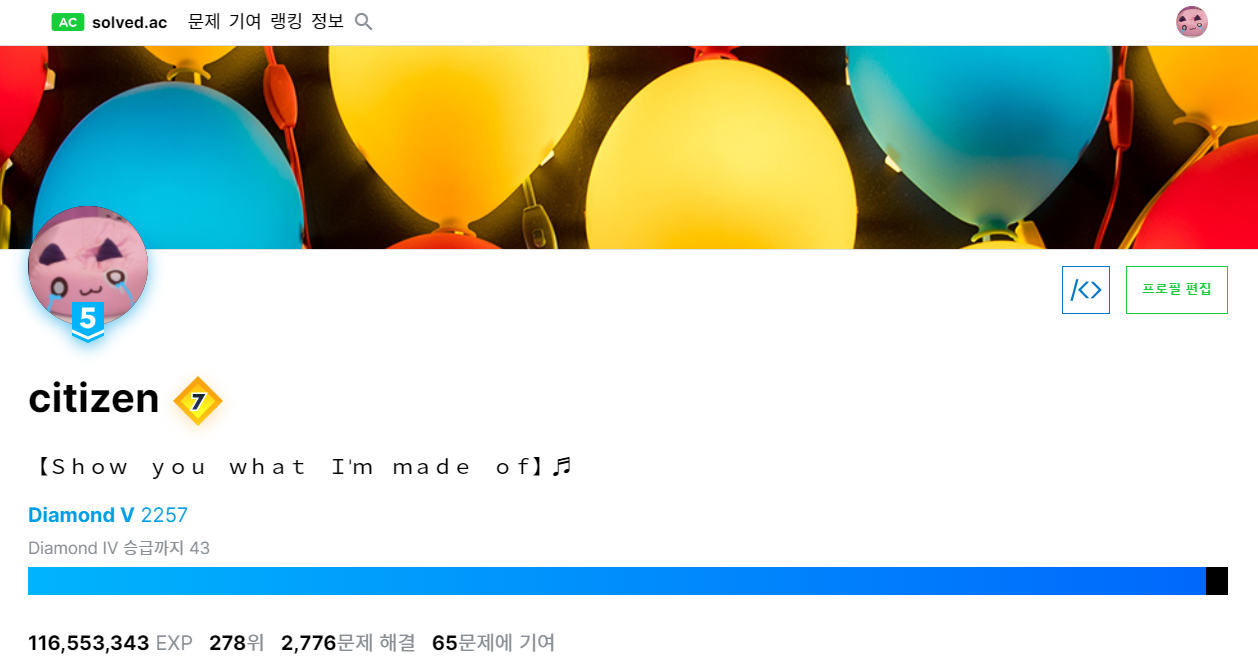 AC solved.ac 문제 기여 랭킹 정보
5
/<> 프로필 편집
citizen 7
【Ｓｈｏｗ　ｙｏｕ　ｗｈａｔ　Ｉ'ｍ　ｍａｄｅ　ｏｆ】♬
Diamond V 2257
Diamond IV 승급까지 43
116,553,343 EXP 278위 2,776문제 해결 65문제에 기여